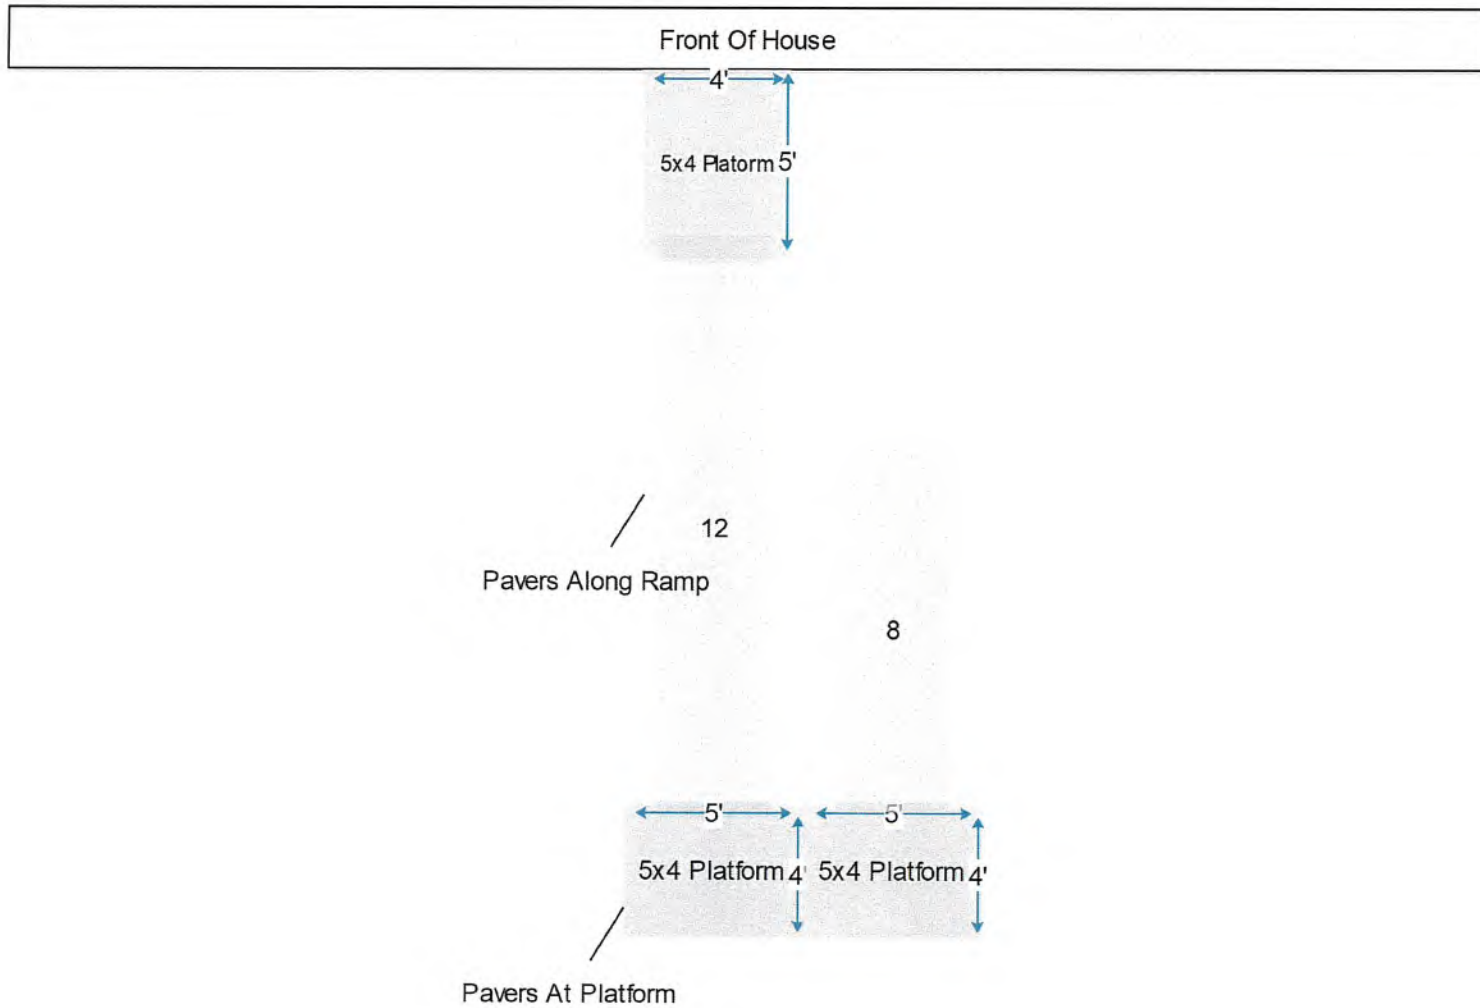 Front Of House
4'
5x4 Platorm 5'
12
Pavers Along Ramp
8
5' 5'
5x4 Platform 4' 5x4 Platform 4'
Pavers At Platform